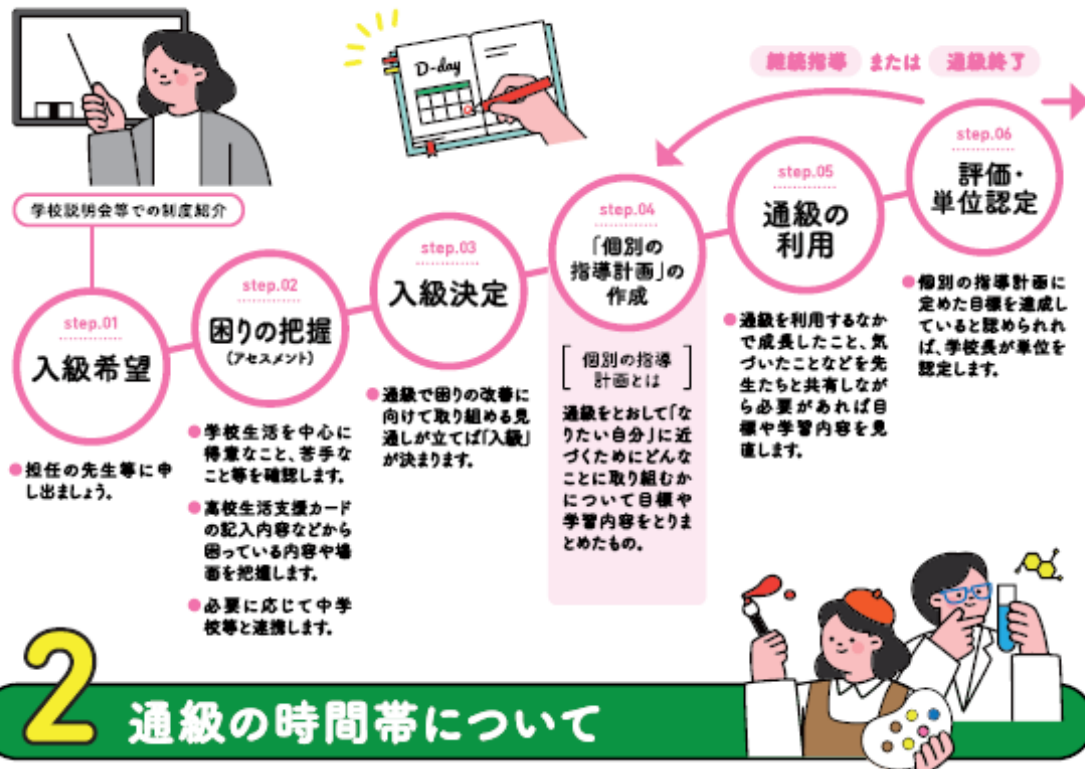 D-day
継続指導 または 通級終了
学校説明会等での制度紹介
step.01
入級希望
●担任の先生等に申
し出ましょう。
step.02
困りの把握
(アセスメント)
●学校生活を中心に
得意なこと、苦手な
こと等を確認します。
●高校生活支援カード
の記入内容などから
困っている内容や場
面を把握します。
●必要に応じて中学
校等と連携します。
step.03
入級決定
●通級で困りの改善に
向けて取り組める見
通しが立てば「入級」
が決まります。
step.04
「個別の
指導計画」の
作成
[個別の指導
計画とは]
通級をとおして「な
りたい自分」に近
づくためにどんな
ことに取り組むか
について目標や
学習内容をとりま
とめたもの。
step.05
通級の
利用
●通級を利用するなか
で成長したこと、気
づいたことなどを先
生たちと共有しなが
ら必要があれば目
標や学習内容を見
直します。
step.06
評価・
単位認定
●個別の指導計画に
定めた目標を達成し
ていると認められれ
ば、学校長が単位を
認定します。
2
通級の時間帯について